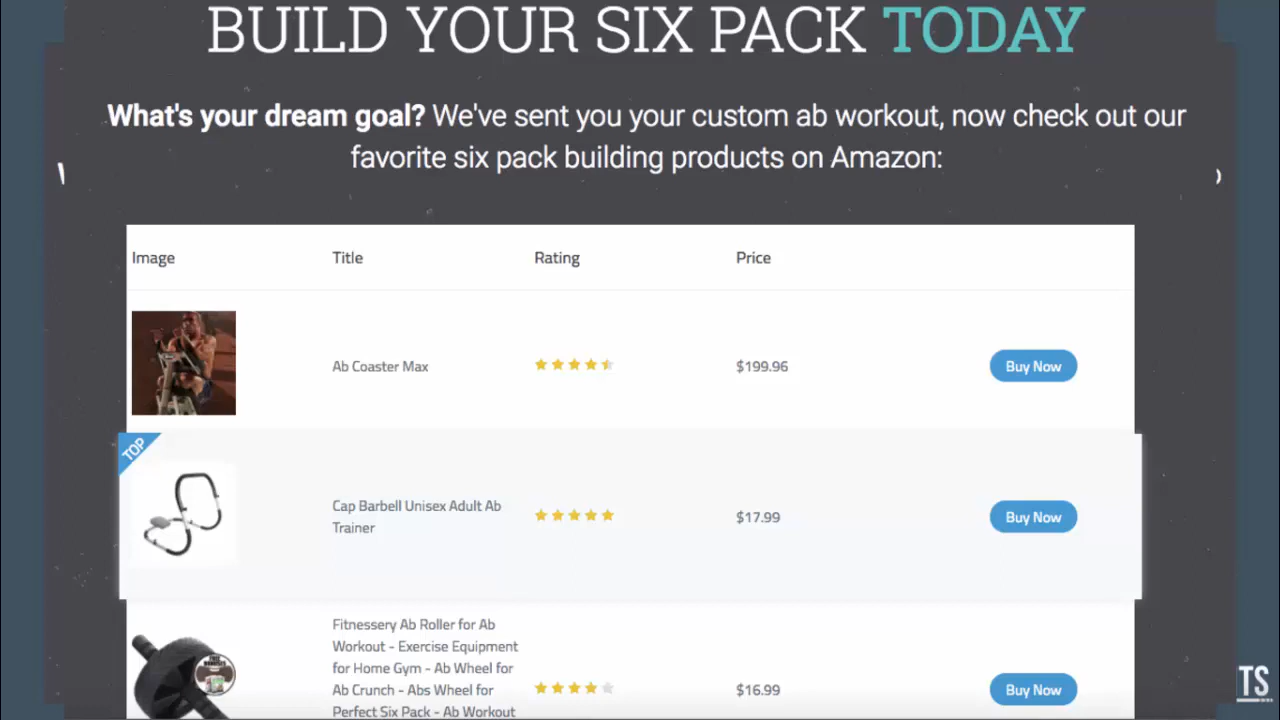 BUILD YOUR SIX PACK TODAY
What's your dream goal? We've sent you your custom ab workout, now check out our
favorite six pack building products on Amazon:
Image Title Rating Price
Ab Coaster Max $199.96 Buy Now
TOP
Cap Barbell Unisex Adult Ab
Trainer
$17.99 Buy Now
Fitnessery Ab Roller for Ab
Workout - Exercise Equipment
for Home Gym - Ab Wheel for
Ab Crunch - Abs Wheel for
Perfect Six Pack - Ab Workout
$16.99 Buy Now
TS